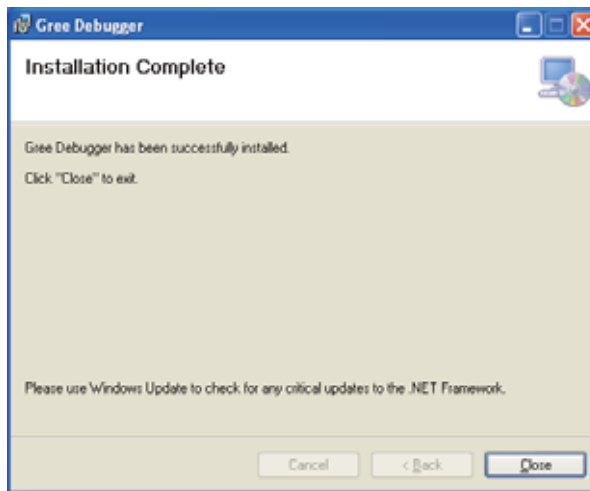 Gree Debugger
Installation Complete
Gree Debugger has been successfully installed.
Click "Close" to exit.
Please use Windows Update to check for any critical updates to the .NET Framework.
Cancel
< Back
Close